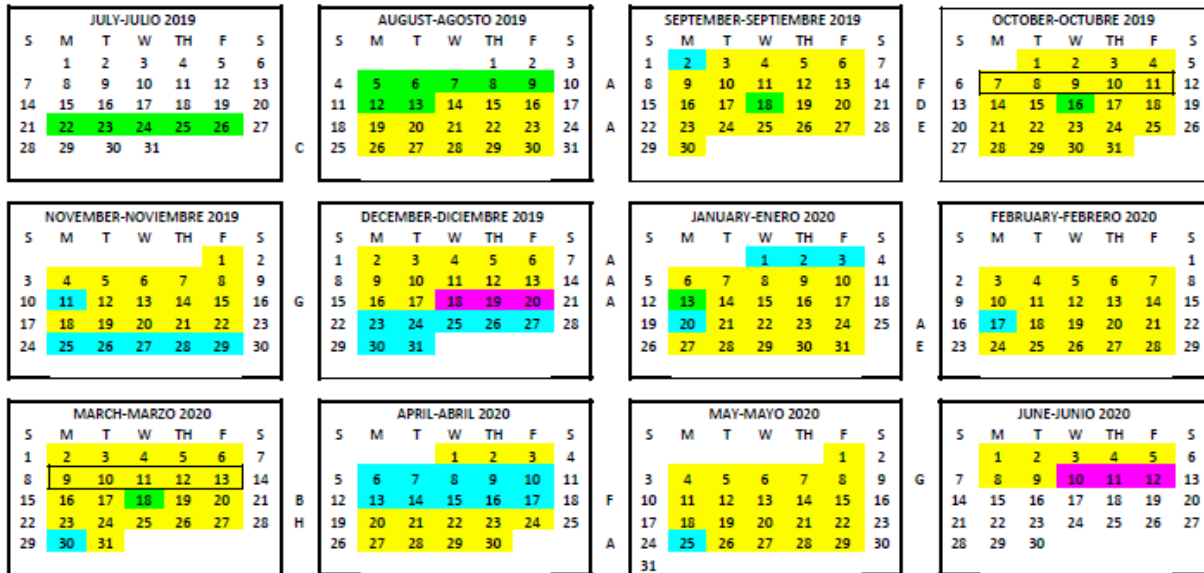 JULY-JULIO 2019
S M T W TH F S
1 2 3 4 5 6
7 8 9 10 11 12 13
14 15 16 17 18 19 20
21 22 23 24 25 26 27
28 29 30 31 C
AUGUST-AGOSTO 2019
S M T W TH F S
1 2 3
4 5 6 7 8 9 10 A
11 12 13 14 15 16 17
18 19 20 21 22 23 24 A
25 26 27 28 29 30 31
SEPTEMBER-SEPTIEMBRE 2019
S M T W TH F S
1 2 3 4 5 6 7
8 9 10 11 12 13 14 F
15 16 17 18 19 20 21 D
22 23 24 25 26 27 28 E
29 30
OCTOBER-OCTUBRE 2019
S M T W TH F S
1 2 3 4 5
6 7 8 9 10 11 12
13 14 15 16 17 18 19
20 21 22 23 24 25 26
27 28 29 30 31
NOVEMBER-NOVIEMBRE 2019
S M T W TH F S
1 2
3 4 5 6 7 8 9
10 11 12 13 14 15 16 G
17 18 19 20 21 22 23
24 25 26 27 28 29 30
DECEMBER-DICIEMBRE 2019
S M T W TH F S
1 2 3 4 5 6 7 A
8 9 10 11 12 13 14 A
15 16 17 18 19 20 21 A
22 23 24 25 26 27 28
29 30 31
JANUARY-ENERO 2020
S M T W TH F S
1 2 3 4
5 6 7 8 9 10 11
12 13 14 15 16 17 18
19 20 21 22 23 24 25 A
26 27 28 29 30 31 E
FEBRUARY-FEBRERO 2020
S M T W TH F S
1
2 3 4 5 6 7 8
9 10 11 12 13 14 15
16 17 18 19 20 21 22
23 24 25 26 27 28 29
MARCH-MARZO 2020
S M T W TH F S
1 2 3 4 5 6 7
8 9 10 11 12 13 14
15 16 17 18 19 20 21 B
22 23 24 25 26 27 28 H
29 30 31
APRIL-ABRIL 2020
S M T W TH F S
1 2 3 4
5 6 7 8 9 10 11
12 13 14 15 16 17 18 F
19 20 21 22 23 24 25
26 27 28 29 30 A
MAY-MAYO 2020
S M T W TH F S
1 2
3 4 5 6 7 8 9 G
10 11 12 13 14 15 16
17 18 19 20 21 22 23
24 25 26 27 28 29 30
31
JUNE-JUNIO 2020
S M T W TH F S
1 2 3 4 5 6
7 8 9 10 11 12 13
14 15 16 17 18 19 20
21 22 23 24 25 26 27
28 29 30